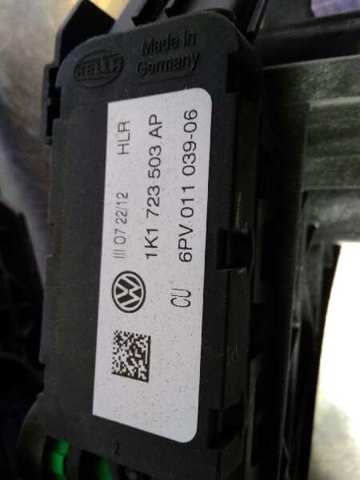 HELLA
Made in
Germany
/// 07 22/12 HLR
1K1 723 503 AP
6PV 011 039-06
CU